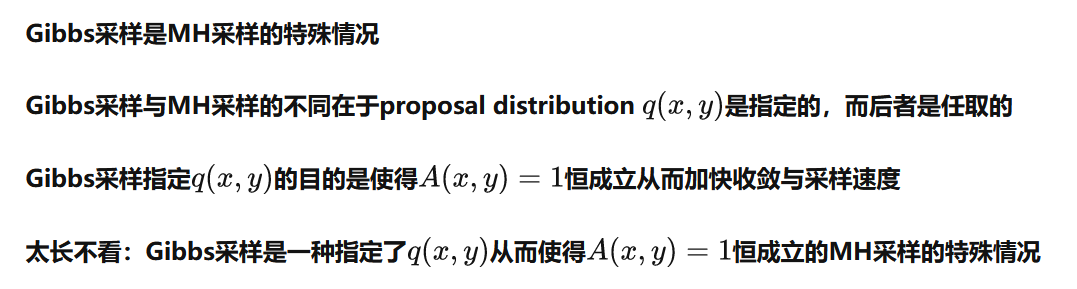 Gibbs采样是MH采样的特殊情况
Gibbs采样与MH采样的不同在于proposal distribution q(x, y)是指定的，而后者是任取的
Gibbs采样指定q(x, y)的目的是使得A(x, y) = 1恒成立从而加快收敛与采样速度
太长不看：Gibbs采样是一种指定了q(x, y)从而使得A(x, y) = 1恒成立的MH采样的特殊情况